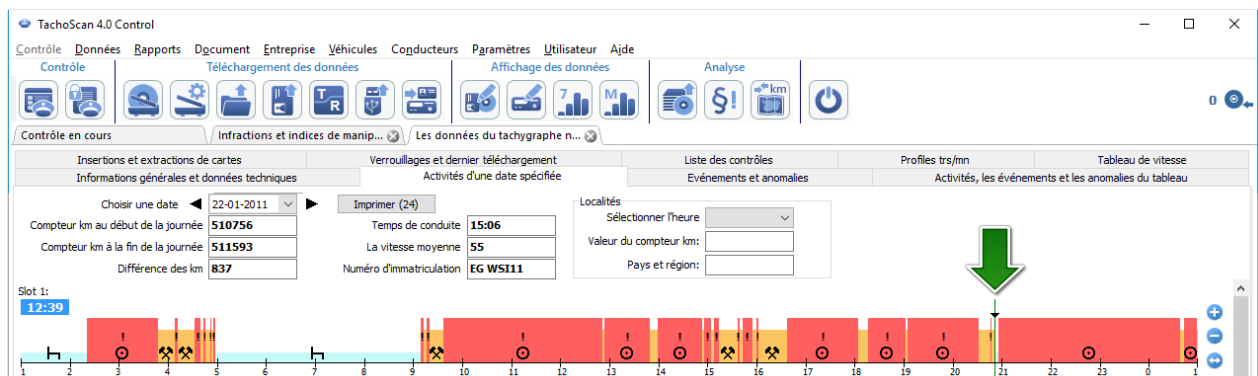 TachoScan 4.0 Control
Contrôle Données Rapports Document Entreprise Véhicules Conducteurs Paramètres Utilisateur Aide
Contrôle Téléchargement des données Affichage des données Analyse
T R 7 M §! km
0
Contrôle en cours Infractions et indices de manip... Les données du tachygraphe n...
Insertions et extractions de cartes Verrouillages et dernier téléchargement Liste des contrôles Profiles trs/mn Tableau de vitesse
Informations générales et données techniques Activités d'une date spécifiée Evénements et anomalies Activités, les événements et les anomalies du tableau
Choisir une date 22-01-2011 Imprimer (24) Localités
Sélectionner l'heure
Compteur km au début de la journée 510756 Temps de conduite 15:06
Valeur du compteur km:
Compteur km à la fin de la journée 511593 La vitesse moyenne 55
Différence des km 837 Numéro d'immatriculation EG WSI11 Pays et région:
Slot 1:
12:39
1 2 3 4 5 6 7 8 9 10 11 12 13 14 15 16 17 18 19 20 21 22 23 0 1